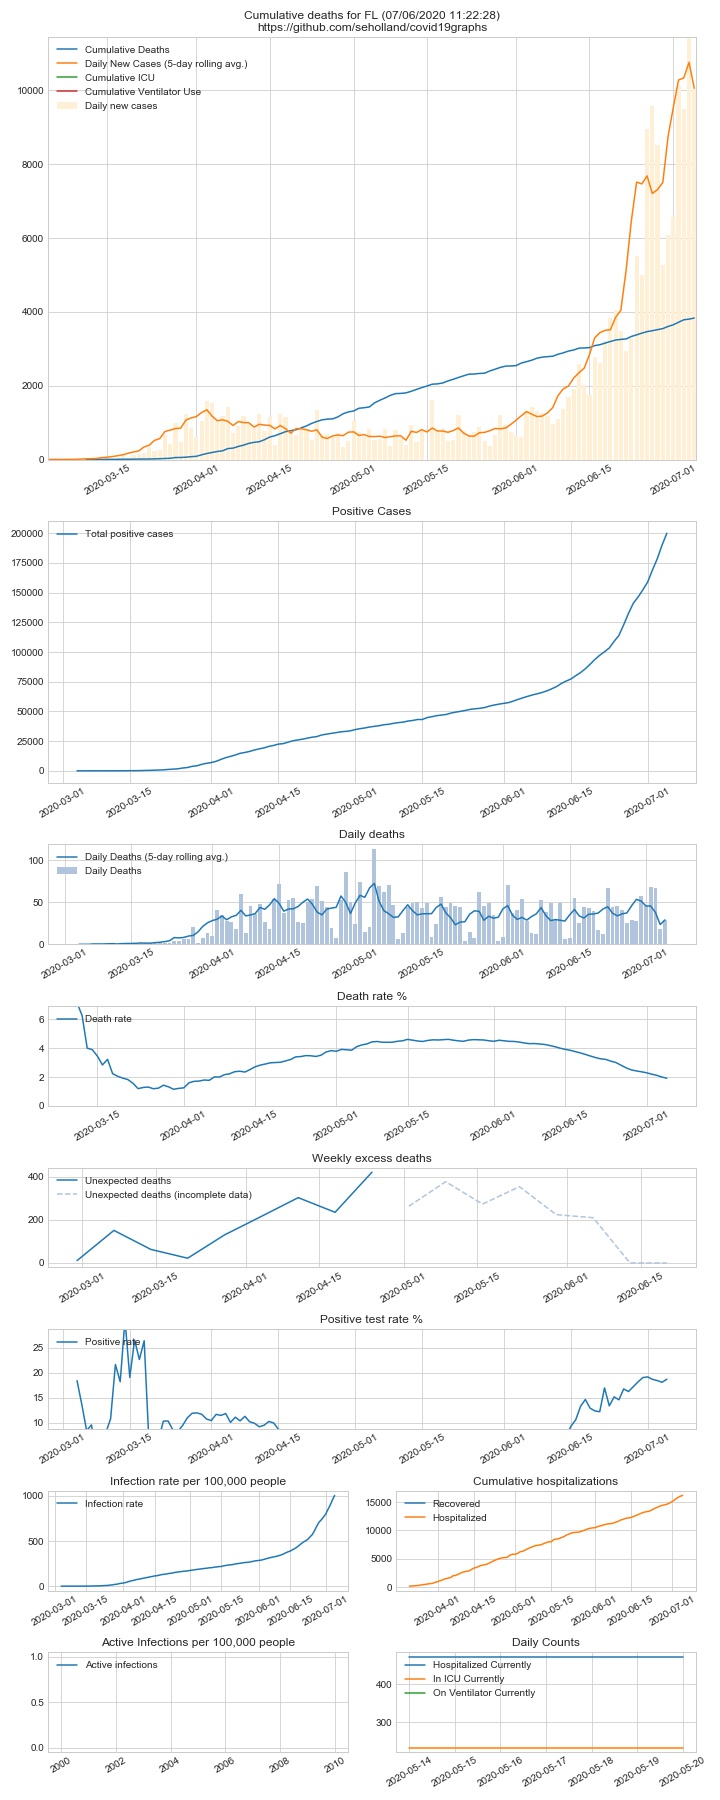 Cumulative deaths for FL (07/06/2020 11:22:28)
https://github.com/seholland/covid19graphs
Cumulative Deaths
Daily New Cases (5-day rolling avg.)
Cumulative ICU
Cumulative Ventilator Use
Daily new cases
10000
8000
6000
4000
2000
0
2020-03-15 2020-04-01 2020-04-15 2020-05-01 2020-05-15 2020-06-01 2020-06-15 2020-07-01
Positive Cases
Total positive cases
200000
175000
150000
125000
100000
75000
50000
25000
0
2020-03-01 2020-03-15 2020-04-01 2020-04-15 2020-05-01 2020-05-15 2020-06-01 2020-06-15 2020-07-01
Daily deaths
Daily Deaths (5-day rolling avg.)
Daily Deaths
100
50
0
2020-03-01 2020-03-15 2020-04-01 2020-04-15 2020-05-01 2020-05-15 2020-06-01 2020-06-15 2020-07-01
Death rate %
Death rate
6
4
2
0
2020-03-15 2020-04-01 2020-04-15 2020-05-01 2020-05-15 2020-06-01 2020-06-15 2020-07-01
Weekly excess deaths
Unexpected deaths
Unexpected deaths (incomplete data)
400
200
0
2020-03-01 2020-03-15 2020-04-01 2020-04-15 2020-05-01 2020-05-15 2020-06-01 2020-06-15
Positive test rate %
Positive rate
25
20
15
10
2020-03-01 2020-03-15 2020-04-01 2020-04-15 2020-05-01 2020-05-15 2020-06-01 2020-06-15 2020-07-01
Infection rate per 100,000 people
Infection rate
1000
500
0
2020-03-01 2020-03-15 2020-04-01 2020-04-15 2020-05-01 2020-05-15 2020-06-01 2020-06-15 2020-07-01
Cumulative hospitalizations
Recovered
Hospitalized
15000
10000
5000
0
2020-04-01 2020-04-15 2020-05-01 2020-05-15 2020-06-01 2020-06-15 2020-07-01
Active Infections per 100,000 people
Active infections
1.0
0.5
0.0
2000 2002 2004 2006 2008 2010
Daily Counts
Hospitalized Currently
In ICU Currently
On Ventilator Currently
400
300
2020-05-14 2020-05-15 2020-05-16 2020-05-17 2020-05-18 2020-05-19 2020-05-20